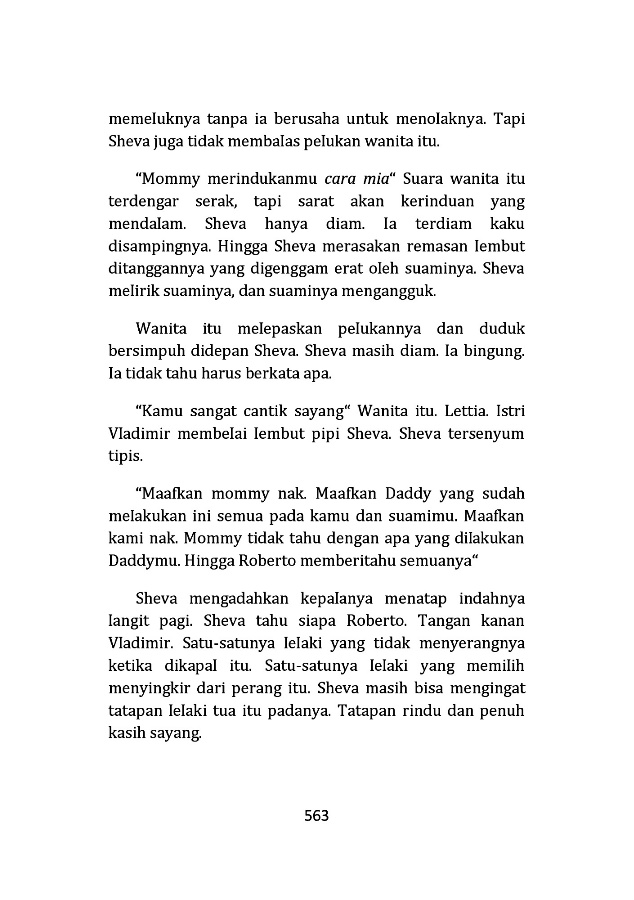 memeluknya tanpa ia berusaha untuk menolaknya. Tapi
Sheva juga tidak membalas pelukan wanita itu.
“Mommy merindukanmu cara mia“ Suara wanita itu
terdengar serak, tapi sarat akan kerinduan yang
mendalam. Sheva hanya diam. Ia terdiam kaku
disampingnya. Hingga Sheva merasakan remasan lembut
ditanggannya yang digenggam erat oleh suaminya. Sheva
melirik suaminya, dan suaminya mengangguk.
Wanita itu melepaskan pelukannya dan duduk
bersimpuh didepan Sheva. Sheva masih diam. Ia bingung.
Ia tidak tahu harus berkata apa.
“Kamu sangat cantik sayang“ Wanita itu. Lettia. Istri
Vladimir membelai lembut pipi Sheva. Sheva tersenyum
tipis.
“Maafkan mommy nak. Maafkan Daddy yang sudah
melakukan ini semua pada kamu dan suamimu. Maafkan
kami nak. Mommy tidak tahu dengan apa yang dilakukan
Daddymu. Hingga Roberto memberitahu semuanya“
Sheva mengadahkan kepalanya menatap indahnya
langit pagi. Sheva tahu siapa Roberto. Tangan kanan
Vladimir. Satu-satunya lelaki yang tidak menyerangnya
ketika dikapal itu. Satu-satunya lelaki yang memilih
menyingkir dari perang itu. Sheva masih bisa mengingat
tatapan lelaki tua itu padanya. Tatapan rindu dan penuh
kasih sayang.
563